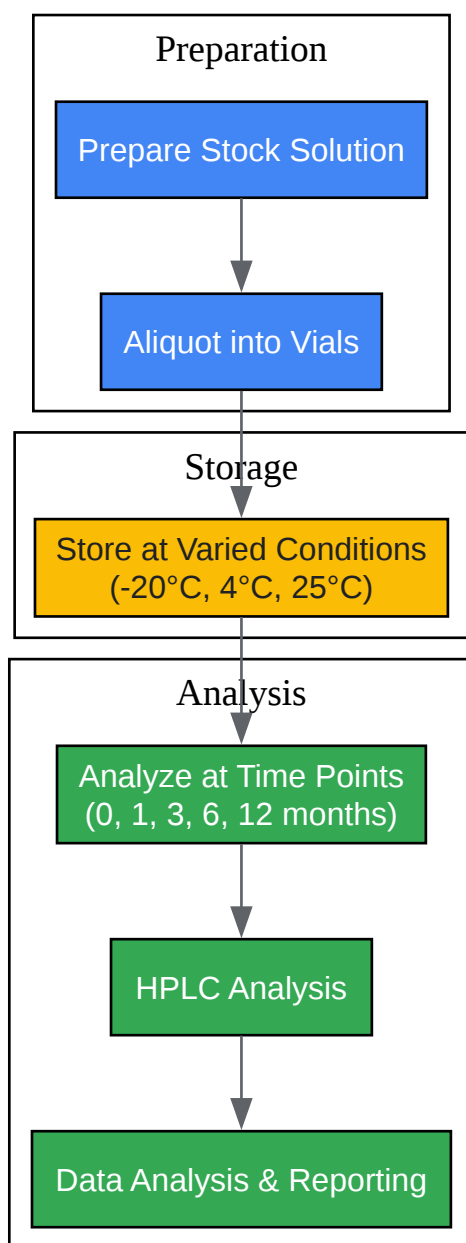 Preparation
Prepare Stock Solution
Aliquot into Vials
Storage
Store at Varied Conditions
(-20°C, 4°C, 25°C)
Analysis
Analyze at Time Points
(0, 1, 3, 6, 12 months)
HPLC Analysis
Data Analysis & Reporting